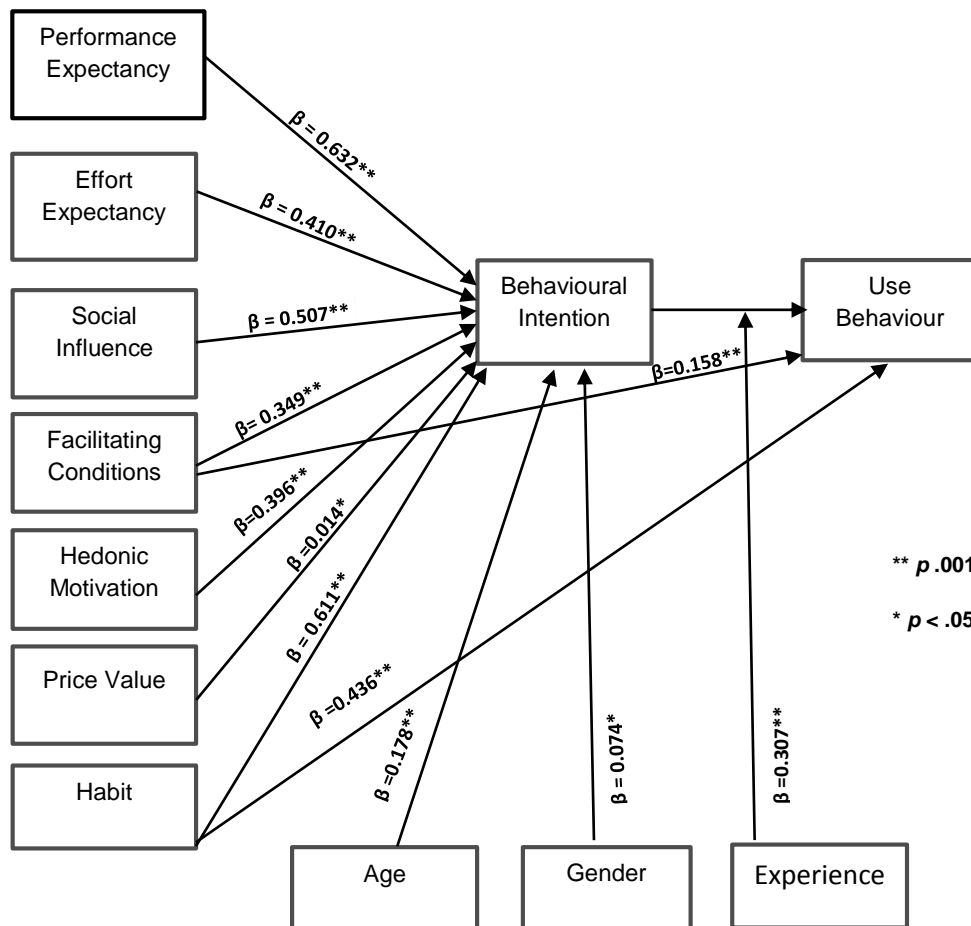 Performance
Expectancy
β = 0.632**
Effort
Expectancy
β = 0.410**
Behavioural
Intention
Use
Behaviour
Social
Influence
β = 0.507**
β=0.158**
Facilitating
Conditions
β= 0.349**
Hedonic
Motivation
β=0.396**
β =0.014*
β = 0.611**
** p .001
* p < .05
Price Value
β =0.436**
Habit
β =0.178**
β = 0.074*
β =0.307**
Age
Gender
Experience